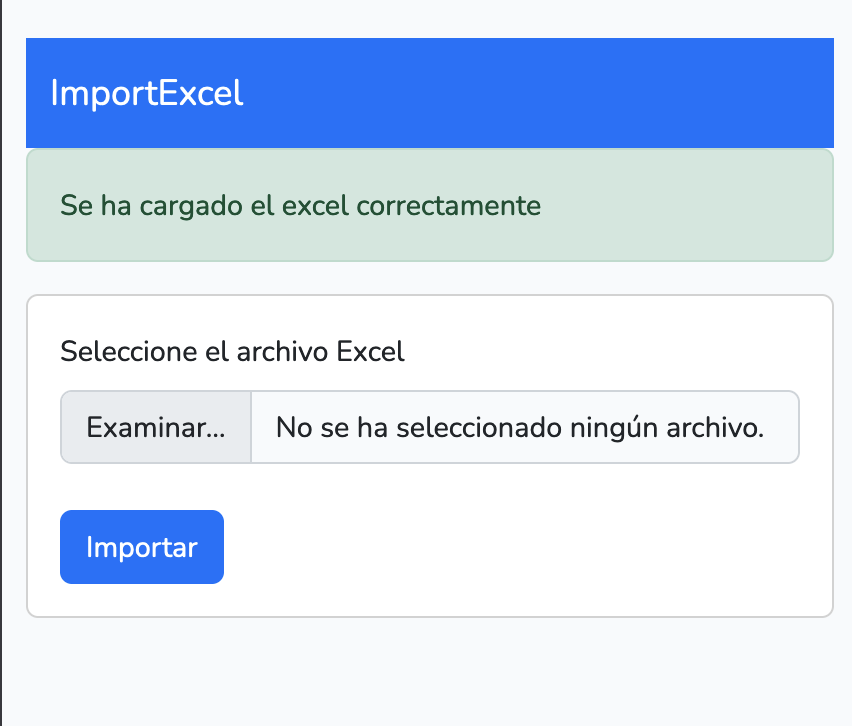 ImportExcel
Se ha cargado el excel correctamente
Seleccione el archivo Excel
Examinar... No se ha seleccionado ningún archivo.
Importar